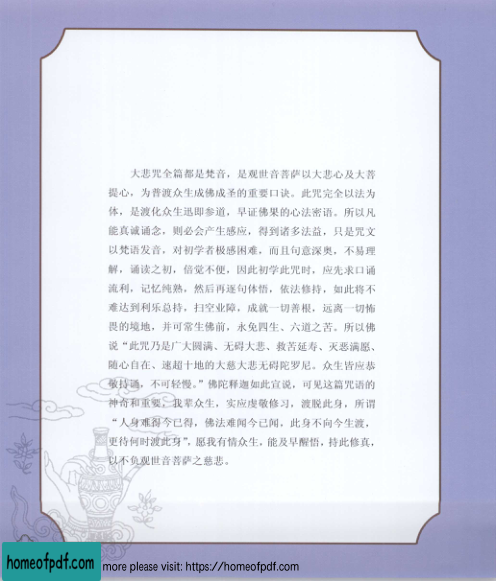 大悲咒全篇都是梵音，是观世音菩萨以大悲心及大菩
提心，为普渡众生成佛成圣的重要口诀。此咒完全以法为
体，是渡化众生迅即参道，早证佛果的心法密语。所以凡
能真诚诵念，则必会产生感应，得到诸多法益，只是咒文
以梵语发音，对初学者极感困难，而且句意深奥，不易理
解，诵读之初，倍觉不便，因此初学此咒时，应先求口诵
流利，记忆纯熟，然后再逐句体悟，依法修持，如此将不
难达到利乐总持，扫空业障，成就一切善根，远离一切怖
畏的境地，并可常生佛前，永免四生、六道之苦。所以佛
说“此咒乃是广大圆满、无碍大悲、救苦延寿、灭恶满愿、
随心自在、速超十地的大慈大悲无碍陀罗尼。众生皆应恭
敬持诵，不可轻慢。”佛陀释迦如此宣说，可见这篇咒语的
神奇和重要，我辈众生，实应虔敬修习，渡脱此身，所谓
“人身难得今已得，佛法难闻今已闻，此身不向今生渡，
更待何时渡此身”，愿我有情众生，能及早醒悟，持此修真，
以不负观世音菩萨之慈悲。
homeofpdf.com more please visit: https://homeofpdf.com